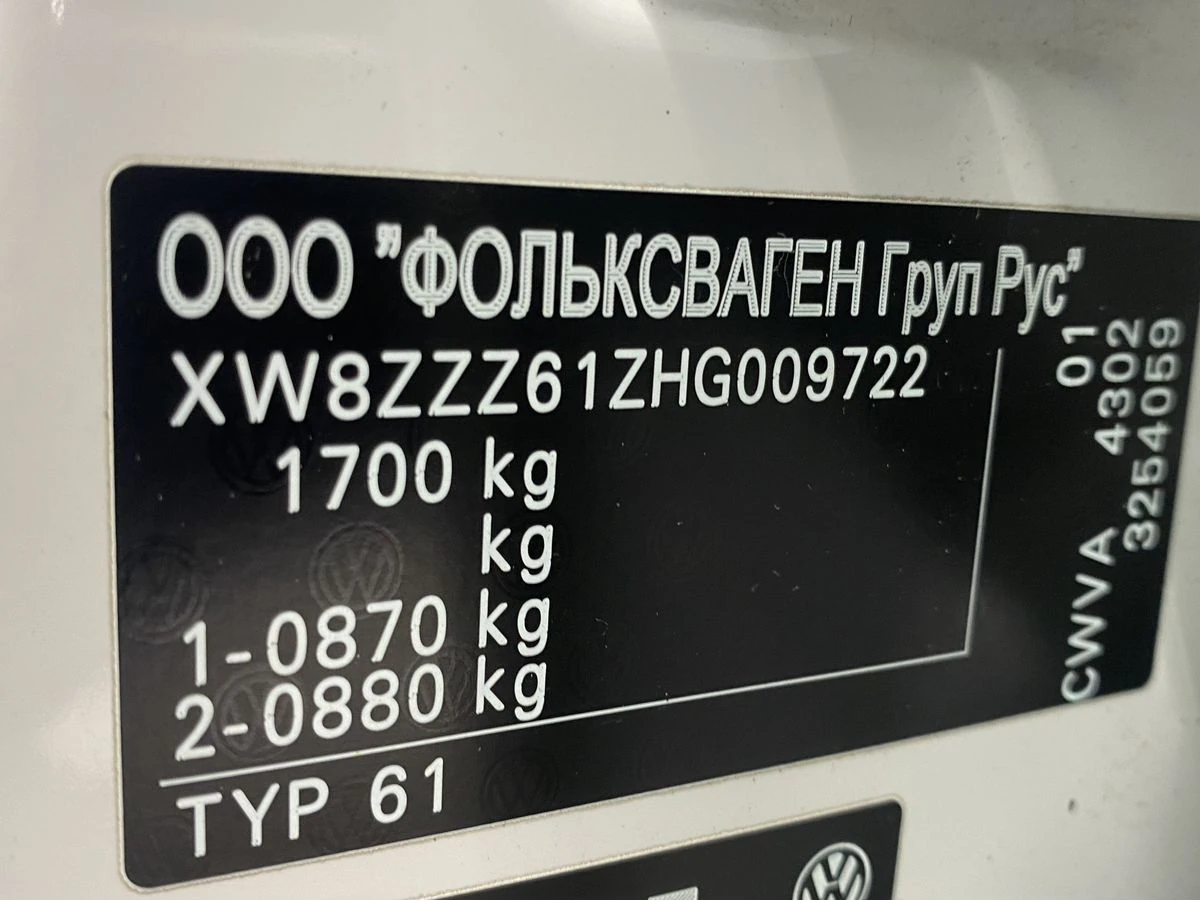 ООО "ФОЛЬКСВАГЕН Груп Рус"
XW8ZZZ61ZHG009722
1700 kg
kg
1-0870 kg
2-0880 kg
TYP 61
01
CWVA 4302
3254059